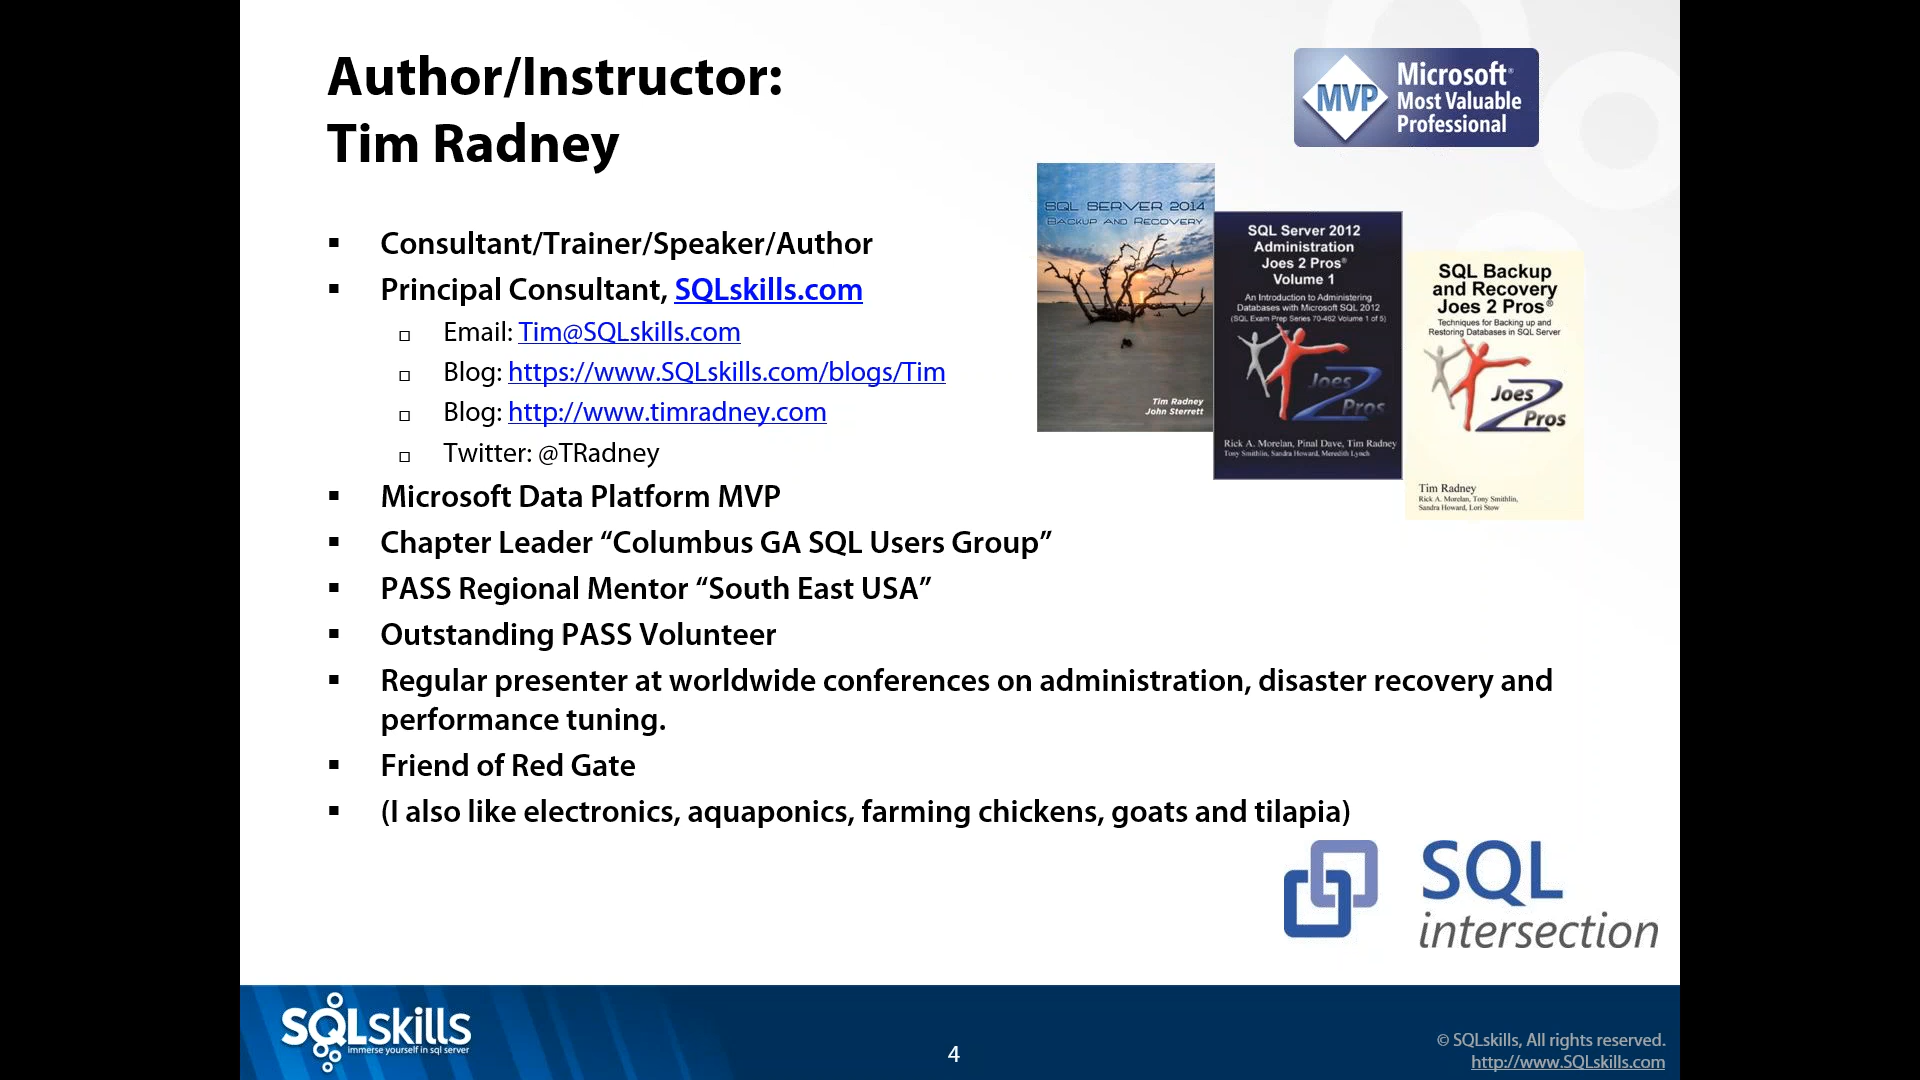 Author/Instructor:
Tim Radney
Microsoft®
Most Valuable
Professional
MVP
▪ Consultant/Trainer/Speaker/Author
▪ Principal Consultant, SQLskills.com
□ Email: Tim@SQLskills.com
□ Blog: https://www.SQLskills.com/blogs/Tim
□ Blog: http://www.timradney.com
□ Twitter: @TRadney
▪ Microsoft Data Platform MVP
▪ Chapter Leader “Columbus GA SQL Users Group”
▪ PASS Regional Mentor “South East USA”
▪ Outstanding PASS Volunteer
▪ Regular presenter at worldwide conferences on administration, disaster recovery and
performance tuning.
▪ Friend of Red Gate
▪ (I also like electronics, aquaponics, farming chickens, goats and tilapia)
SQL SERVER 2014
BACKUP AND RECOVERY
Tim Radney
John Sterrett
SQL Server 2012
Administration
Joes 2 Pros®
Volume 1
An Introduction to Administering
Databases with Microsoft SQL 2012
(SQL Exam Prep Series 70-462 Volume 1 of 5)
Joes
2
Pros
Rick A. Morelan, Pinal Dave, Tim Radney
Tony Smithlin, Sandra Howard, Meredith Lynch
SQL Backup
and Recovery
Joes 2 Pros®
Techniques for Backing up and
Restoring Databases in SQL Server
Joes
2
Pros
Tim Radney
Rick A. Morelan, Tony Smithlin,
Sandra Howard, Lori Stow
SQL
intersection
SQLskills
immerse yourself in sql server
4
© SQLskills, All rights reserved.
http://www.SQLskills.com